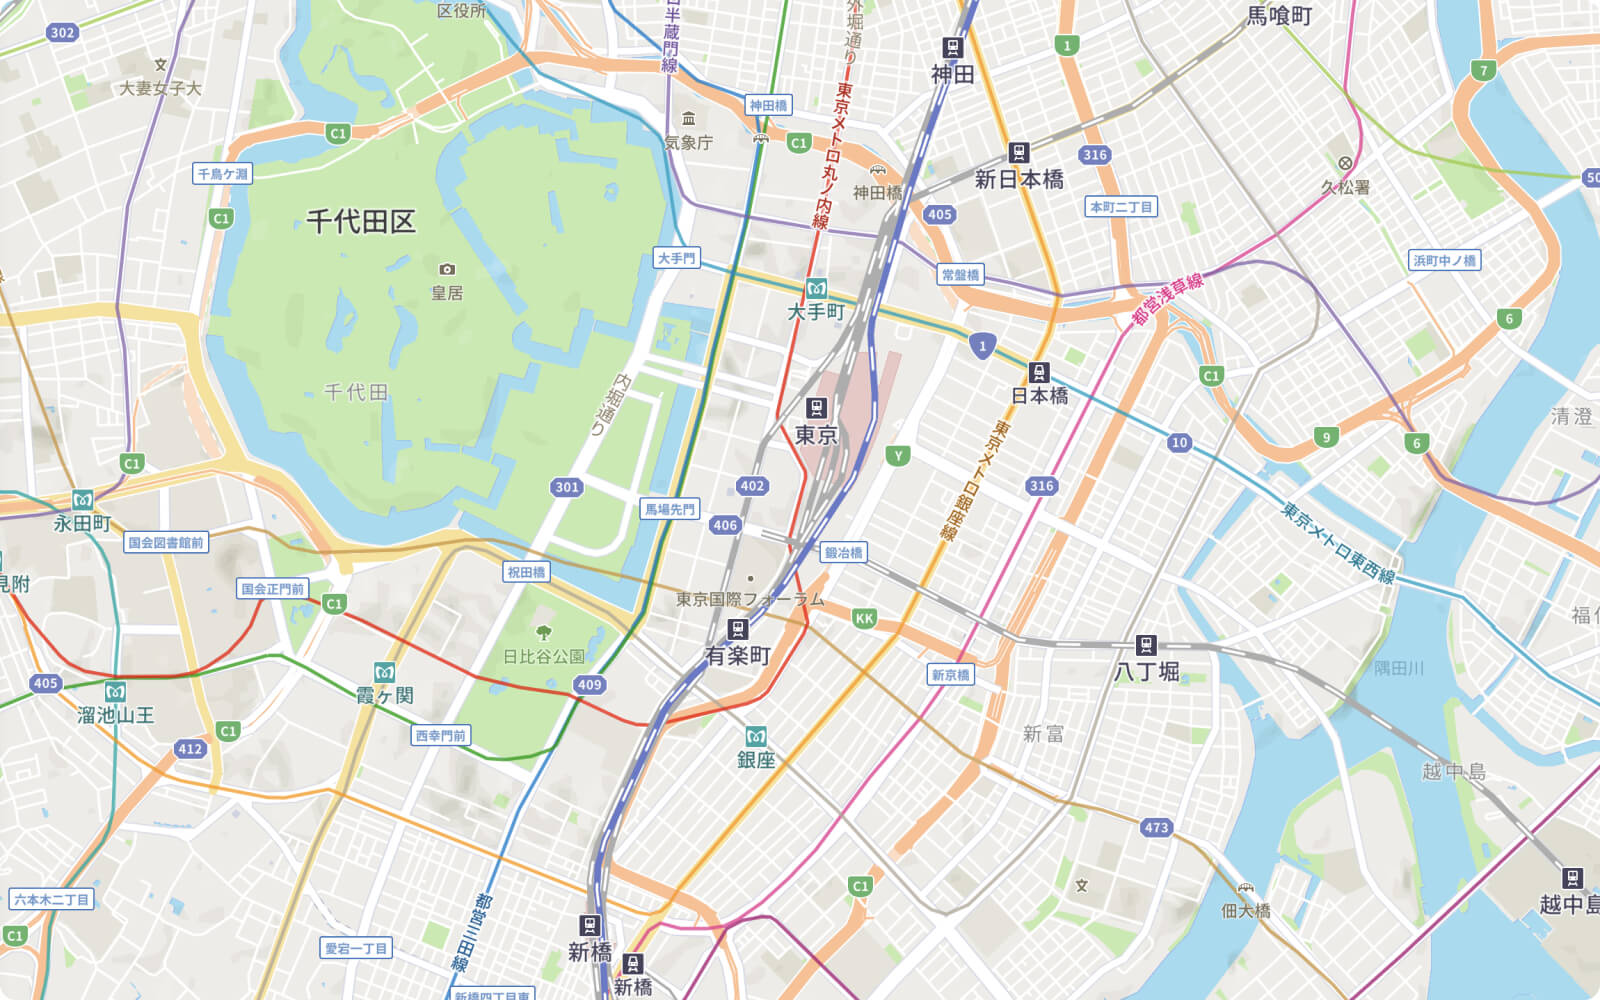 区役所
302
大妻女子大
半蔵門線
外堀通り
馬喰町
1
神田
7
C1
神田橋
気象庁
C1
東京メトロ丸ノ内線
千鳥ケ淵
C1
神田橋
新日本橋
316
久松署
405
本町二丁目
千代田区
大手門
常盤橋
浜町中ノ橋
皇居
大手町
都営浅草線
6
1
千代田
内堀通り
日本橋
C1
東京
清澄
9
6
10
Y
東京メトロ銀座線
C1
301
402
316
永田町
馬場先門
406
国会図書館前
鍛冶橋
東京メトロ東西線
見附
祝田橋
国会正門前
C1
東京国際フォーラム
KK
日比谷公園
有楽町
八丁堀
隅田川
新京橋
405
霞ヶ関
409
溜池山王
C1
西幸門前
412
銀座
新富
越中島
473
六本木二丁目
C1
C1
都営三田線
佃大橋
越中島
愛宕一丁目
新橋
新橋
新橋四丁目東